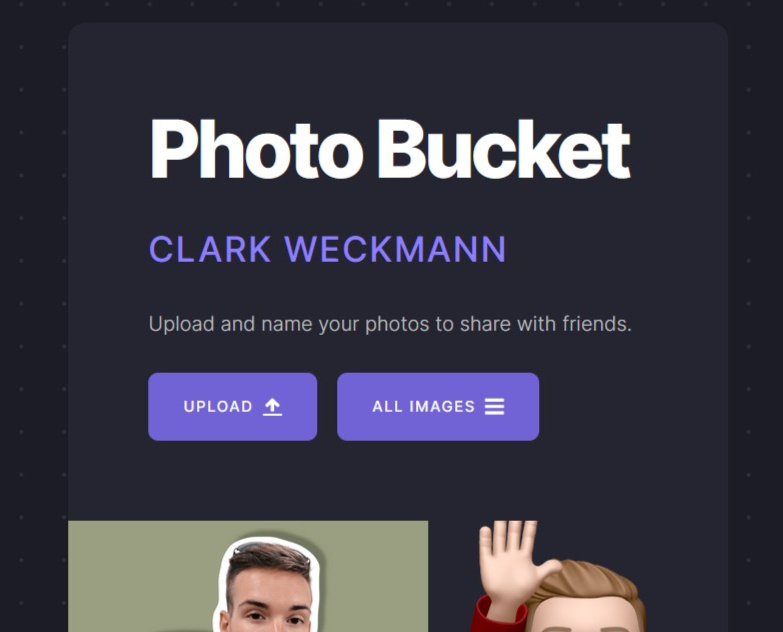 Photo Bucket
CLARK WECKMANN
Upload and name your photos to share with friends.
UPLOAD
ALL IMAGES